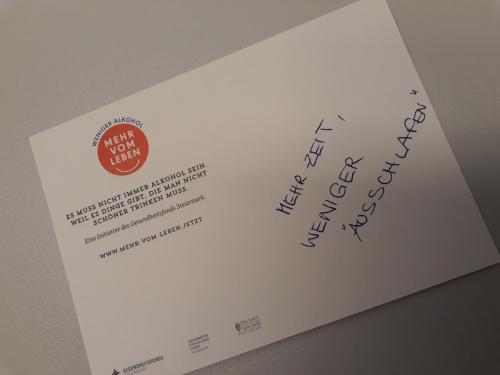 WENIGER ALKOHOL
MEHR
VOM
LEBEN
ES MUSS NICHT IMMER ALKOHOL SEIN.
WEIL ES DINGE GIBT, DIE MAN NICHT
SCHÖNER TRINKEN MUSS.
Eine Initiative des Gesundheitsfonds Steiermark.
WWW.MEHR-VOM-LEBEN.JETZT
MEHR ZEIT,
WENIGER
"AUSSCHLAFEN"
GESUNDHEITSFONDS